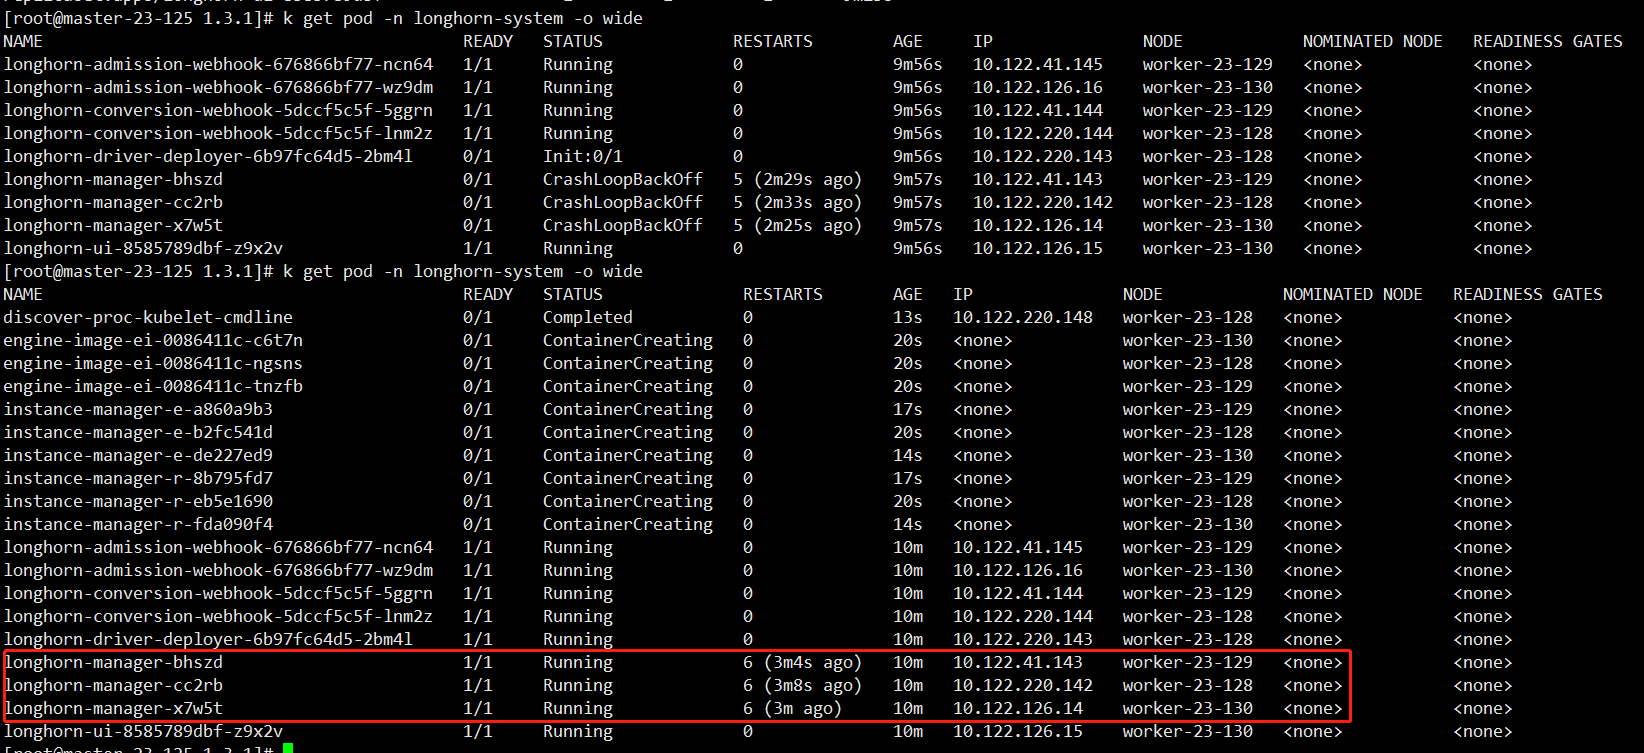 [root@master-23-125 1.3.1]# k get pod -n longhorn-system -o wide
NAME READY STATUS RESTARTS AGE IP NODE NOMINATED NODE READINESS GATES
longhorn-admission-webhook-676866bf77-ncn64 1/1 Running 0 9m56s 10.122.41.145 worker-23-129 <none> <none>
longhorn-admission-webhook-676866bf77-wz9dm 1/1 Running 0 9m56s 10.122.126.16 worker-23-130 <none> <none>
longhorn-conversion-webhook-5dccf5c5f-5ggrn 1/1 Running 0 9m56s 10.122.41.144 worker-23-129 <none> <none>
longhorn-conversion-webhook-5dccf5c5f-lnm2z 1/1 Running 0 9m56s 10.122.220.144 worker-23-128 <none> <none>
longhorn-driver-deployer-6b97fc64d5-2bm4l 0/1 Init:0/1 0 9m56s 10.122.220.143 worker-23-128 <none> <none>
longhorn-manager-bhszd 0/1 CrashLoopBackOff 5 (2m29s ago) 9m57s 10.122.41.143 worker-23-129 <none> <none>
longhorn-manager-cc2rb 0/1 CrashLoopBackOff 5 (2m33s ago) 9m57s 10.122.220.142 worker-23-128 <none> <none>
longhorn-manager-x7w5t 0/1 CrashLoopBackOff 5 (2m25s ago) 9m57s 10.122.126.14 worker-23-130 <none> <none>
longhorn-ui-8585789dbf-z9x2v 1/1 Running 0 9m56s 10.122.126.15 worker-23-130 <none> <none>
[root@master-23-125 1.3.1]# k get pod -n longhorn-system -o wide
NAME READY STATUS RESTARTS AGE IP NODE NOMINATED NODE READINESS GATES
discover-proc-kubelet-cmdline 0/1 Completed 0 13s 10.122.220.148 worker-23-128 <none> <none>
engine-image-ei-0086411c-c6t7n 0/1 ContainerCreating 0 20s <none> worker-23-130 <none> <none>
engine-image-ei-0086411c-ngsns 0/1 ContainerCreating 0 20s <none> worker-23-128 <none> <none>
engine-image-ei-0086411c-tnzfb 0/1 ContainerCreating 0 20s <none> worker-23-129 <none> <none>
instance-manager-e-a860a9b3 0/1 ContainerCreating 0 17s <none> worker-23-129 <none> <none>
instance-manager-e-b2fc541d 0/1 ContainerCreating 0 20s <none> worker-23-128 <none> <none>
instance-manager-e-de227ed9 0/1 ContainerCreating 0 14s <none> worker-23-130 <none> <none>
instance-manager-r-8b795fd7 0/1 ContainerCreating 0 17s <none> worker-23-129 <none> <none>
instance-manager-r-eb5e1690 0/1 ContainerCreating 0 20s <none> worker-23-128 <none> <none>
instance-manager-r-fda090f4 0/1 ContainerCreating 0 14s <none> worker-23-130 <none> <none>
longhorn-admission-webhook-676866bf77-ncn64 1/1 Running 0 10m 10.122.41.145 worker-23-129 <none> <none>
longhorn-admission-webhook-676866bf77-wz9dm 1/1 Running 0 10m 10.122.126.16 worker-23-130 <none> <none>
longhorn-conversion-webhook-5dccf5c5f-5ggrn 1/1 Running 0 10m 10.122.41.144 worker-23-129 <none> <none>
longhorn-conversion-webhook-5dccf5c5f-lnm2z 1/1 Running 0 10m 10.122.220.144 worker-23-128 <none> <none>
longhorn-driver-deployer-6b97fc64d5-2bm4l 1/1 Running 0 10m 10.122.220.143 worker-23-128 <none> <none>
longhorn-manager-bhszd 1/1 Running 6 (3m4s ago) 10m 10.122.41.143 worker-23-129 <none> <none>
longhorn-manager-cc2rb 1/1 Running 6 (3m8s ago) 10m 10.122.220.142 worker-23-128 <none> <none>
longhorn-manager-x7w5t 1/1 Running 6 (3m ago) 10m 10.122.126.14 worker-23-130 <none> <none>
longhorn-ui-8585789dbf-z9x2v 1/1 Running 0 10m 10.122.126.15 worker-23-130 <none> <none>
[root@master-23-125 1.3.1]#